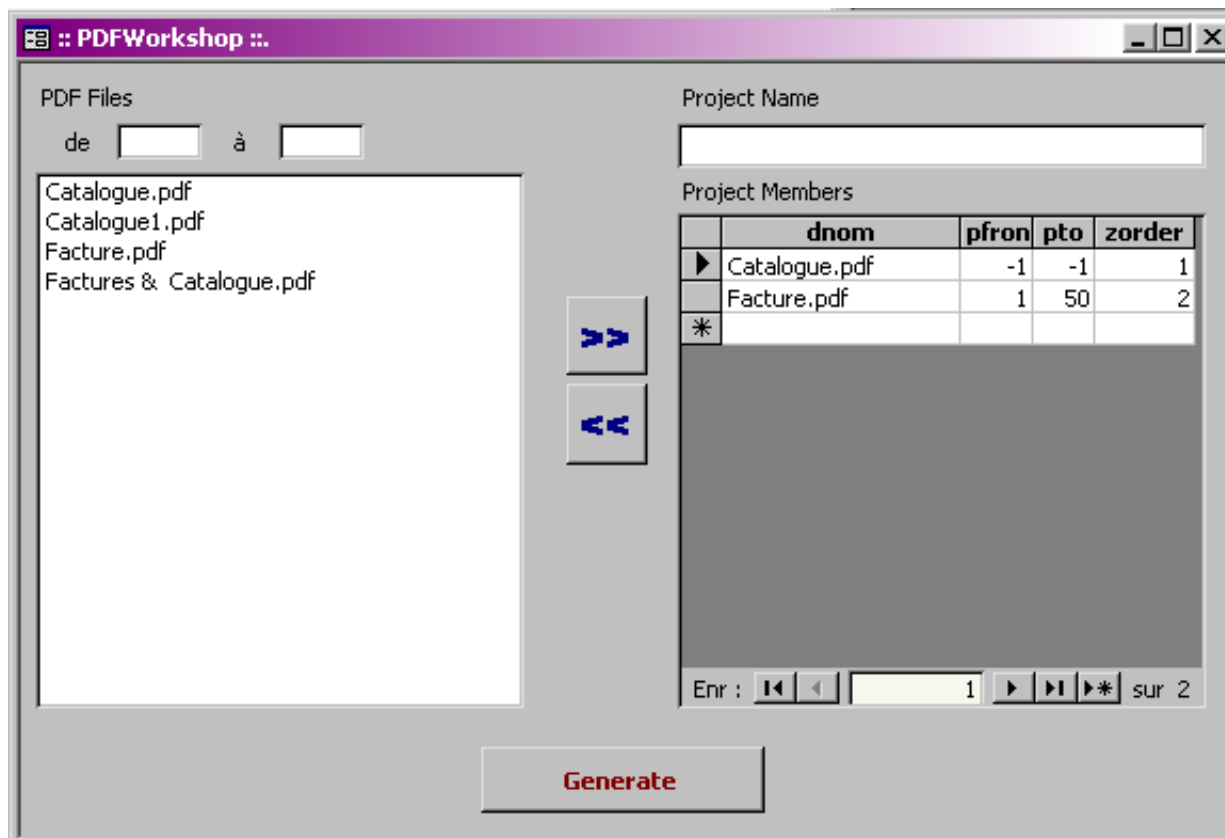 :: PDFWorkshop ::.
PDF Files
de à
Catalogue.pdf
Catalogue1.pdf
Facture.pdf
Factures & Catalogue.pdf
>>
<<
Project Name
Project Members
dnom pfron pto zorder
Catalogue.pdf -1 -1 1
Facture.pdf 1 50 2
Enr : 1 sur 2
Generate